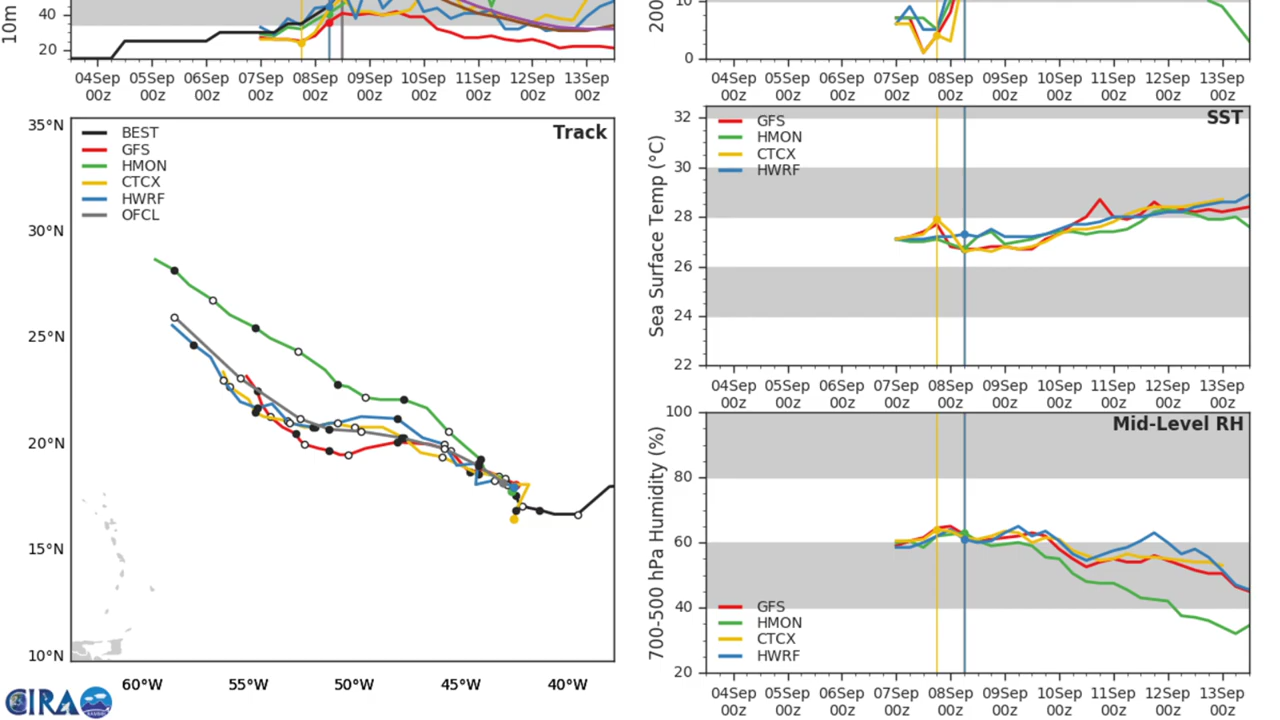 10m
40
20
04Sep 05Sep 06Sep 07Sep 08Sep 09Sep 10Sep 11Sep 12Sep 13Sep
00z 00z 00z 00z 00z 00z 00z 00z 00z 00z
35°N
30°N
25°N
20°N
15°N
10°N
Track
BEST
GFS
HMON
CTCX
HWRF
OFCL
60°W 55°W 50°W 45°W 40°W
CIRA
200
10
0
04Sep 05Sep 06Sep 07Sep 08Sep 09Sep 10Sep 11Sep 12Sep 13Sep
00z 00z 00z 00z 00z 00z 00z 00z 00z 00z
Sea Surface Temp (°C)
32
30
28
26
24
22
SST
GFS
HMON
CTCX
HWRF
04Sep 05Sep 06Sep 07Sep 08Sep 09Sep 10Sep 11Sep 12Sep 13Sep
00z 00z 00z 00z 00z 00z 00z 00z 00z 00z
700-500 hPa Humidity (%)
100
80
60
40
20
Mid-Level RH
GFS
HMON
CTCX
HWRF
04Sep 05Sep 06Sep 07Sep 08Sep 09Sep 10Sep 11Sep 12Sep 13Sep
00z 00z 00z 00z 00z 00z 00z 00z 00z 00z